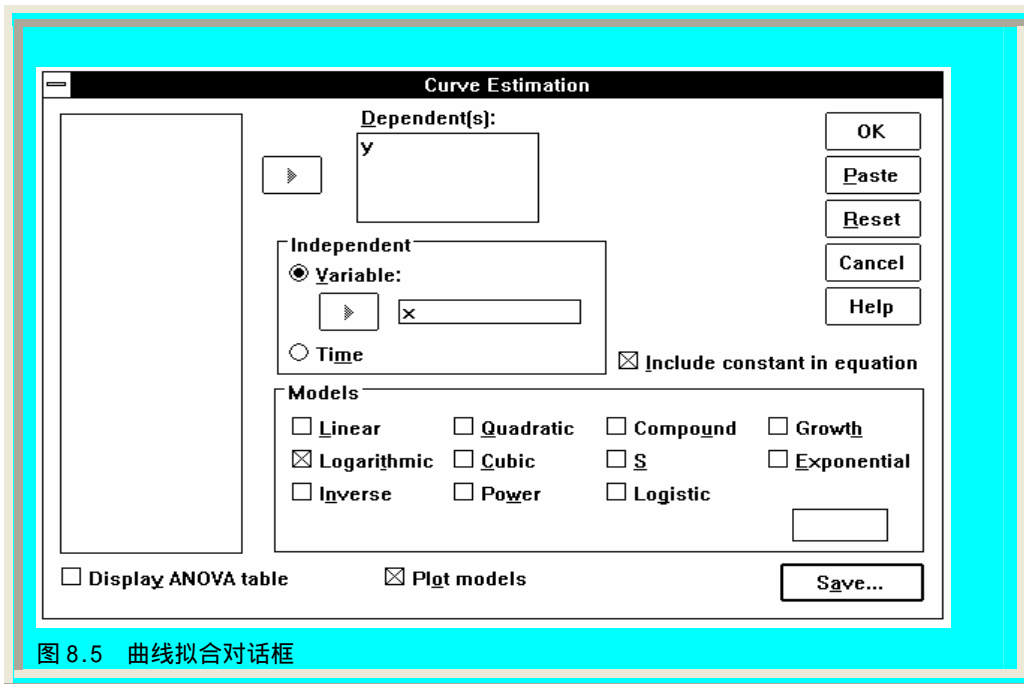 Curve Estimation
Dependent(s):
y
OK
Paste
Reset
Cancel
Help
Independent
Variable:
x
Time
Include constant in equation
Models
Linear Quadratic Compound Growth
Logarithmic Cubic S Exponential
Inverse Power Logistic
Display ANOVA table Plot models Save...
图 8.5 曲线拟合对话框